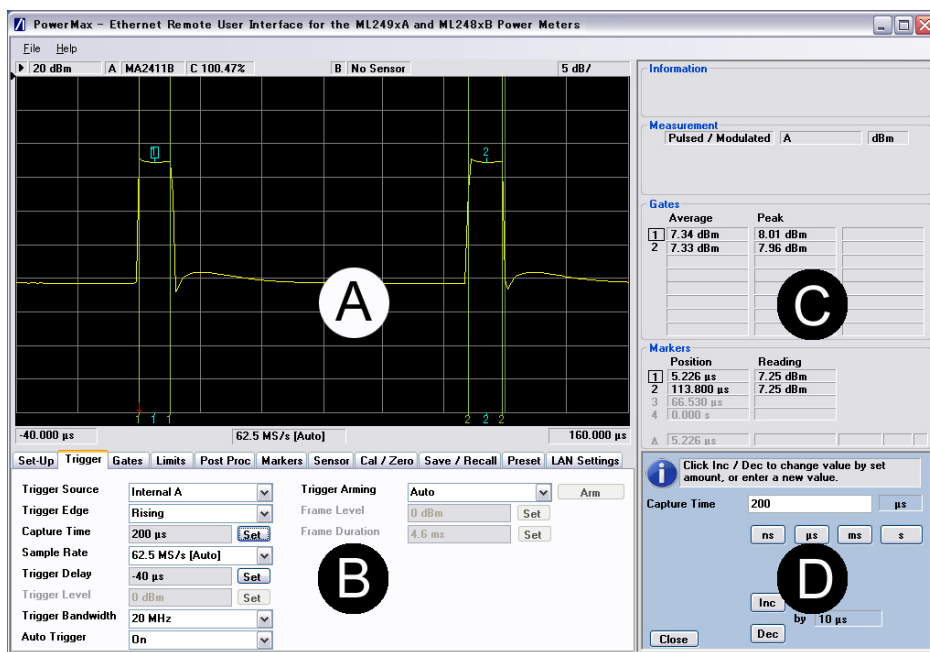 PowerMax - Ethernet Remote User Interface for the ML249xA and ML248xB Power Meters
File Help
20 dBm A MA2411B C 100.47% B No Sensor 5 dB/
1 2
A
1 1 1 2 2 2
-40.000 µs 62.5 MS/s [Auto] 160.000 µs
Information
Measurement
Pulsed / Modulated A dBm
Gates
Average Peak
1 7.34 dBm 8.01 dBm
2 7.33 dBm 7.96 dBm
C
Markers
Position Reading
1 5.226 µs 7.25 dBm
2 113.800 µs 7.25 dBm
3 66.530 µs
4 0.000 s
Δ 5.226 µs
Set-Up Trigger Gates Limits Post Proc Markers Sensor Cal / Zero Save / Recall Preset LAN Settings
Trigger Source Internal A Trigger Arming Auto Arm
Trigger Edge Rising Frame Level 0 dBm Set
Capture Time 200 µs Set Frame Duration 4.6 ms Set
Sample Rate 62.5 MS/s [Auto]
Trigger Delay -40 µs Set
Trigger Level 0 dBm Set
Trigger Bandwidth 20 MHz
Auto Trigger On
B
Click Inc / Dec to change value by set
amount, or enter a new value.
Capture Time 200 µs
ns µs ms s
D
Inc
by 10 µs
Close Dec